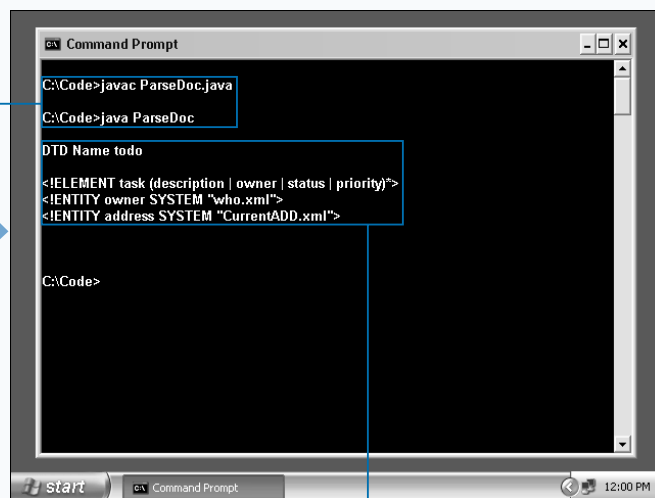 Command Prompt
C:\Code>javac ParseDoc.java
C:\Code>java ParseDoc
DTD Name todo
<!ELEMENT task (description | owner | status | priority)*>
<!ENTITY owner SYSTEM "who.xml">
<!ENTITY address SYSTEM "CurrentADD.xml">
C:\Code>
start
Command Prompt
12:00 PM